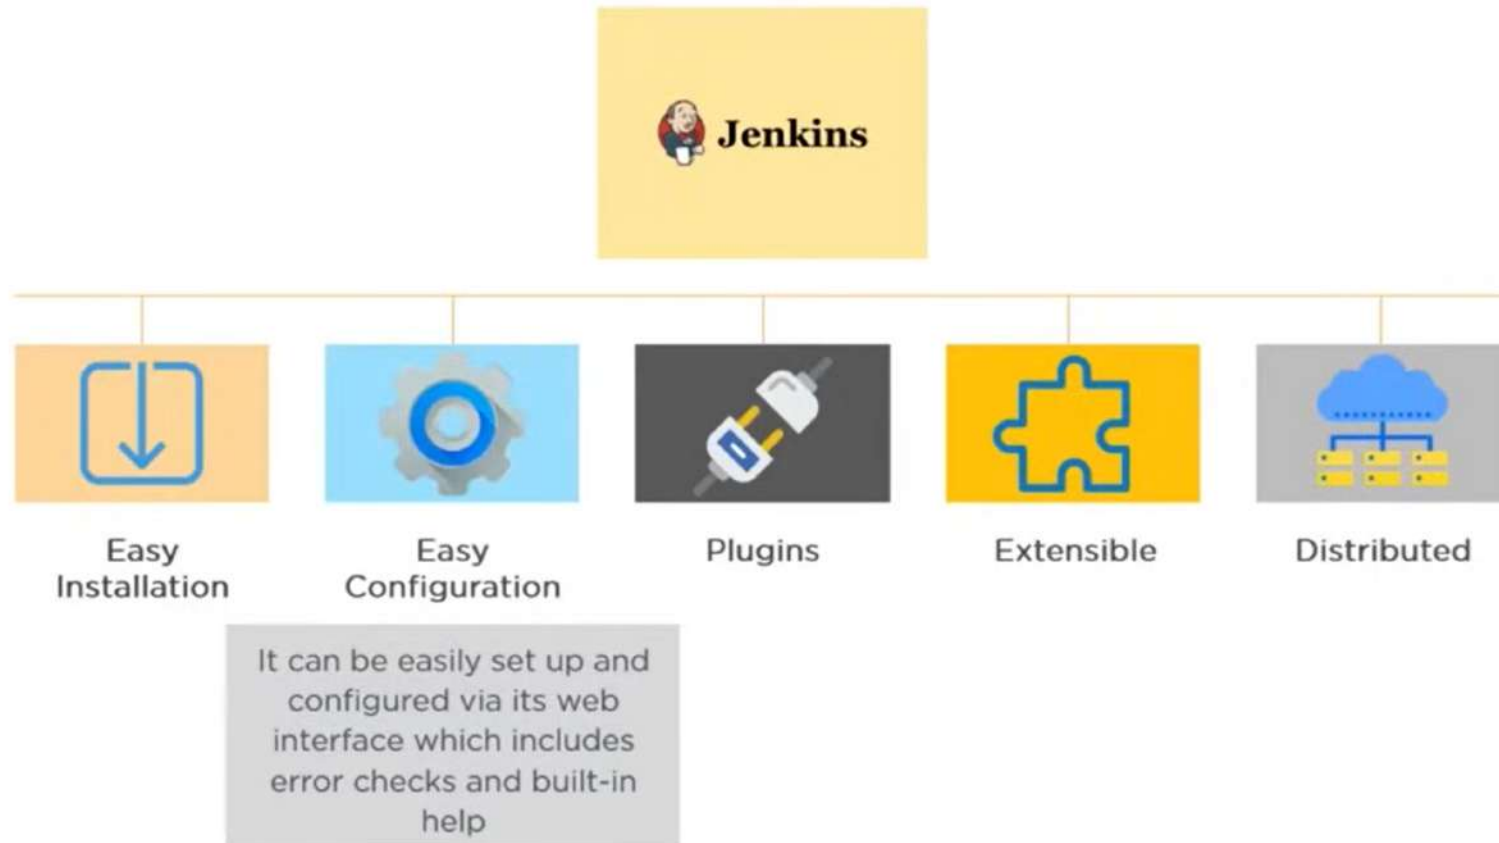 Jenkins
Easy
Installation
Easy
Configuration
Plugins
Extensible
Distributed
It can be easily set up and
configured via its web
interface which includes
error checks and built-in
help